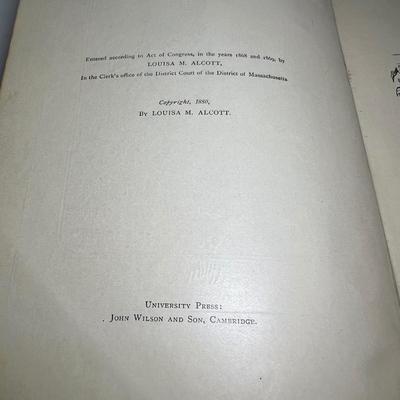 Entered according to Act of Congress, in the years 1868 and 1869, by
LOUISA M. ALCOTT,
In the Clerk's office of the District Court of the District of Massachusetts
Copyright, 1880,
By LOUISA M. ALCOTT.
University Press:
John Wilson and Son, Cambridge.